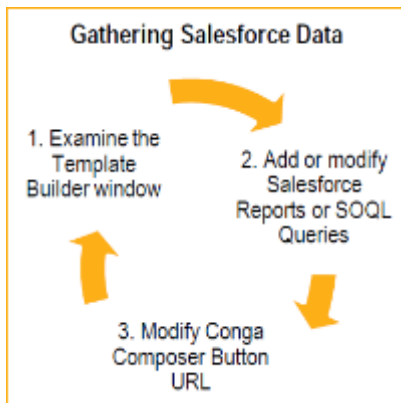 Gathering Salesforce Data
1. Examine the
Template
Builder window
2. Add or modify
Salesforce
Reports or SOQL
Queries
3. Modify Conga
Composer Button
URL